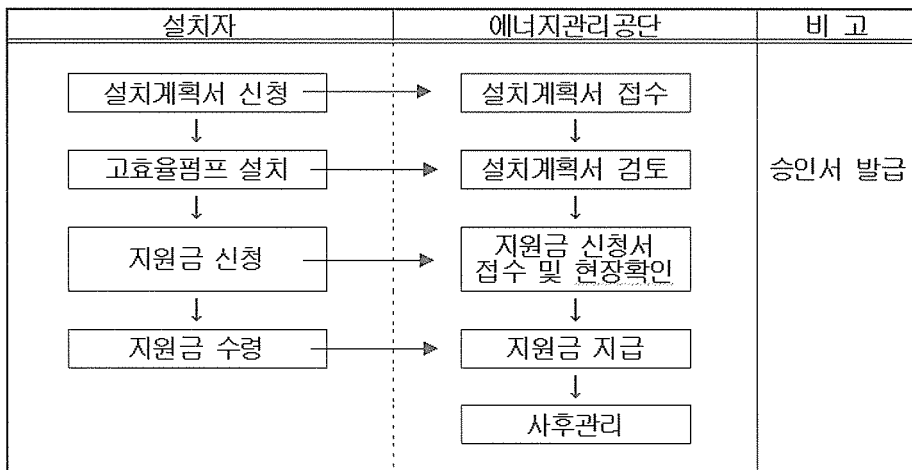 설치자 에너지관리공단 비 고
설치계획서 신청 설치계획서 접수
고효율펌프 설치 설치계획서 검토 승인서 발급
지원금 신청 지원금 신청서
접수 및 현장확인
지원금 수령 지원금 지급
사후관리